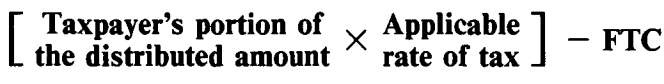 [ Taxpayer's portion of the distributed amount × Applicable rate of tax ] − FTC